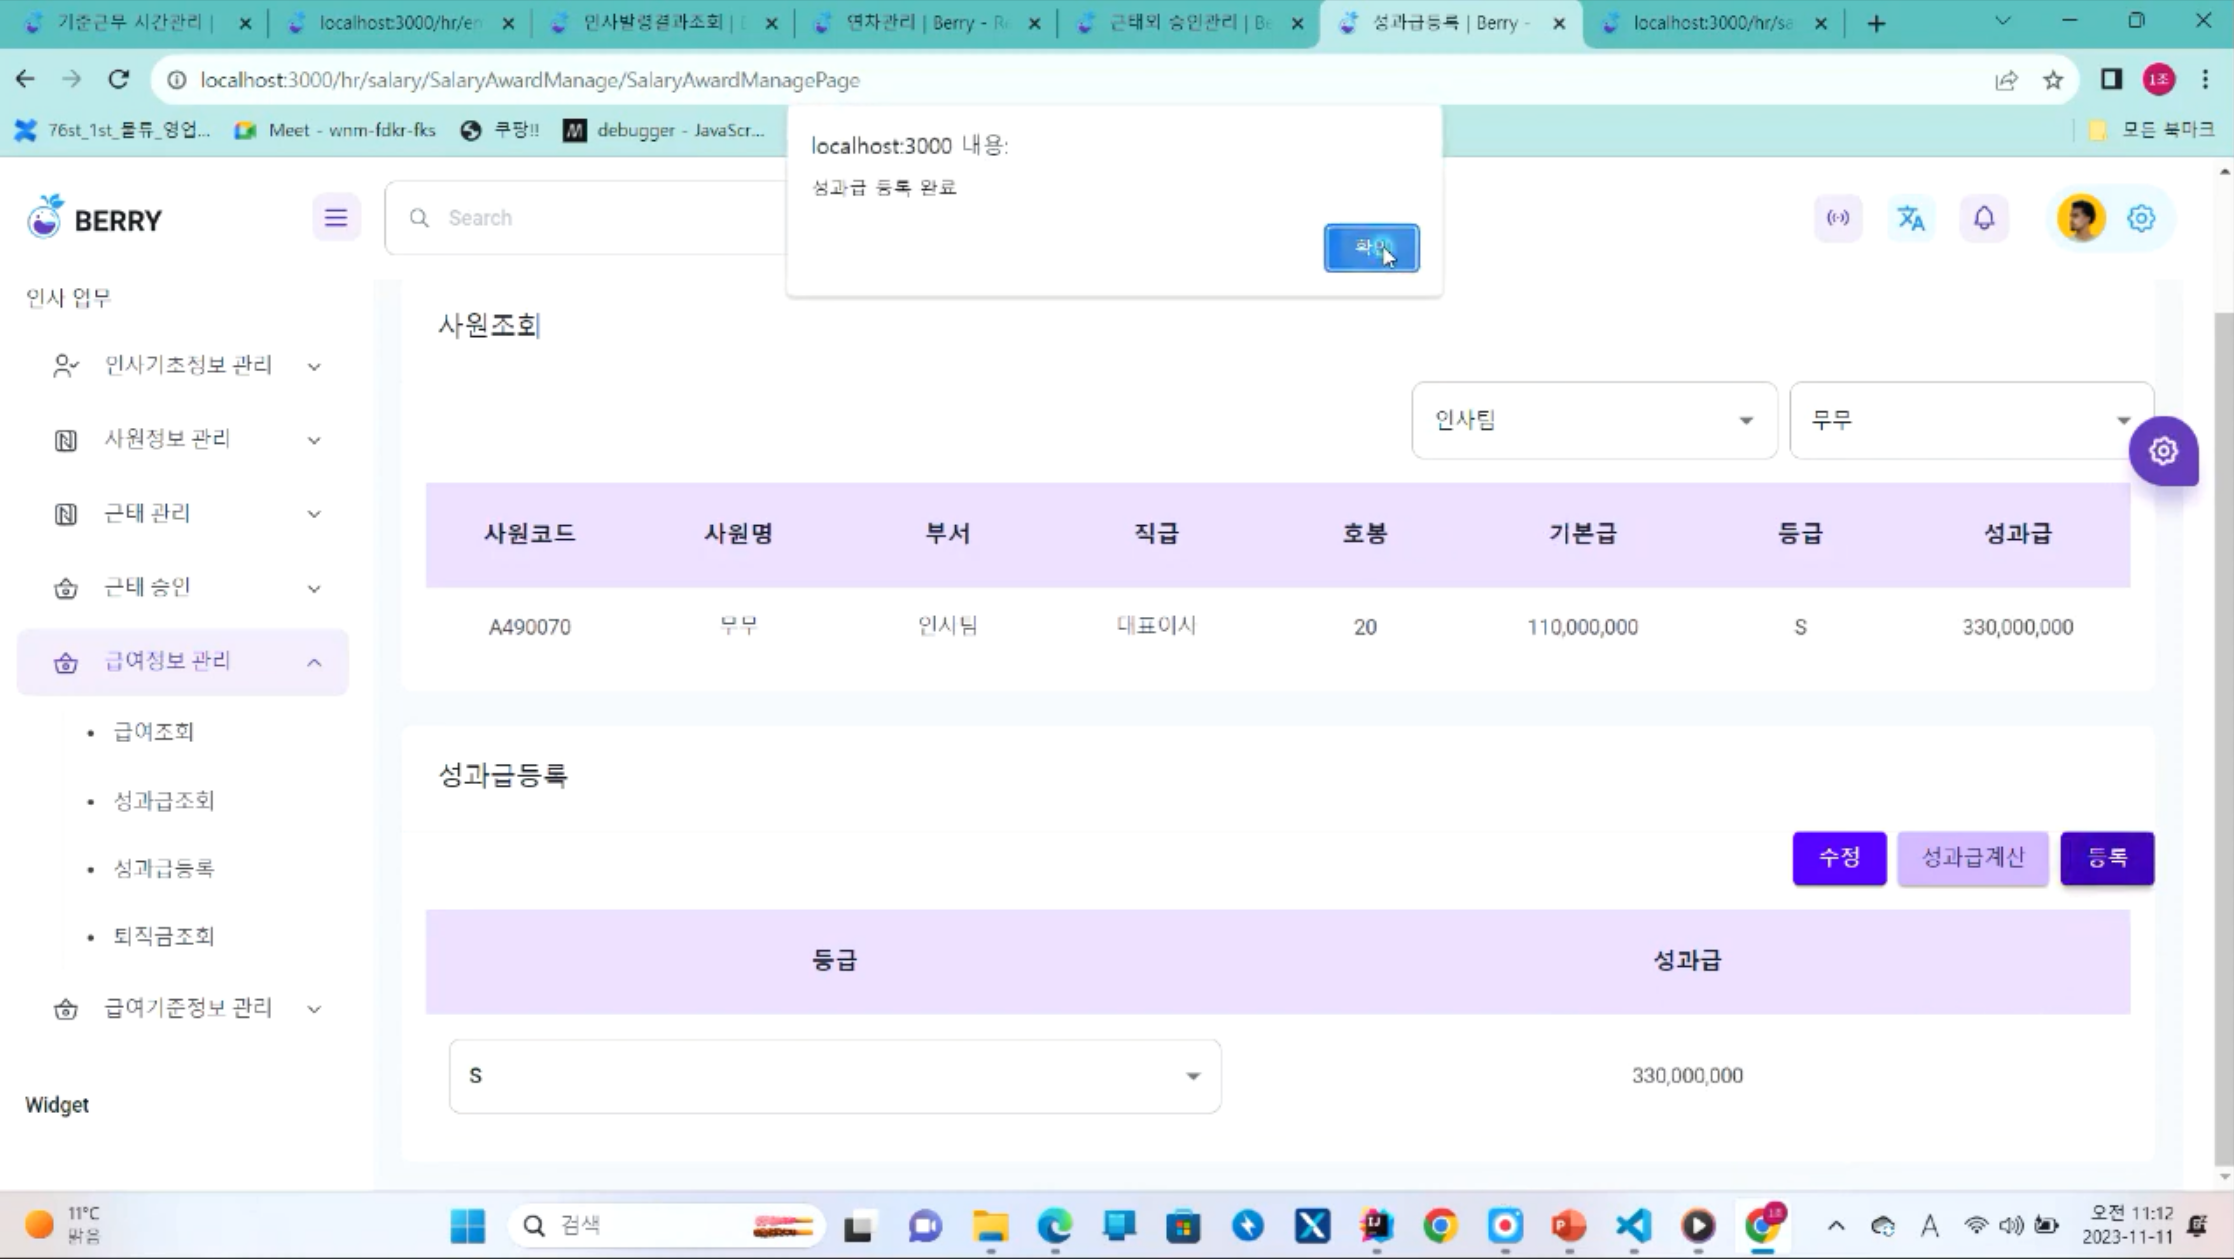 기준근무 시간관리 |
localhost:3000/hr/en
인사발령결과조회 |
연차관리 | Berry - Re
근태외 승인관리 | Be
성과급등록 | Berry -
localhost:3000/hr/sa
localhost:3000/hr/salary/SalaryAwardManage/SalaryAwardManagePage
1조
76st_1st_물류_영업...
Meet - wnm-fdkr-fks
쿠팡!!
debugger - JavaScr...
모든 북마크
localhost:3000 내용:
성과급 등록 완료
확인
BERRY
Search
인사 업무
인사기초정보 관리
사원정보 관리
근태 관리
근태 승인
급여정보 관리
급여조회
성과급조회
성과급등록
퇴직금조회
급여기준정보 관리
Widget
사원조회
인사팀
무무
사원코드 사원명 부서 직급 호봉 기본급 등급 성과급
A490070 무무 인사팀 대표이사 20 110,000,000 S 330,000,000
성과급등록
수정
성과급계산
등록
등급 성과급
S 330,000,000
11°C
맑음
검색
A
오전 11:12
2023-11-11